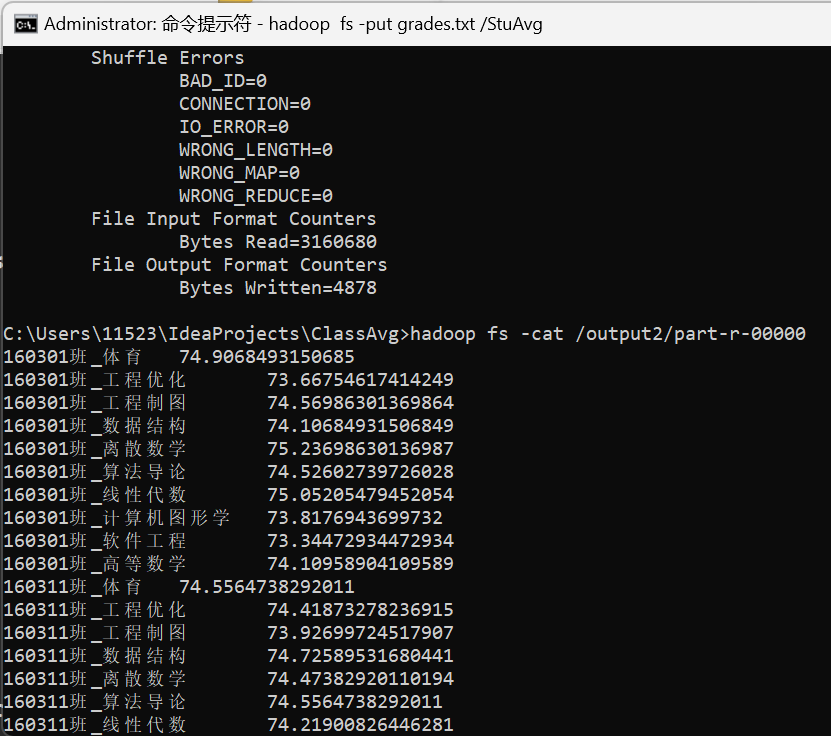 Administrator: 命令提示符 - hadoop  fs -put grades.txt /StuAvg
Shuffle Errors
BAD_ID=0
CONNECTION=0
IO_ERROR=0
WRONG_LENGTH=0
WRONG_MAP=0
WRONG_REDUCE=0
File Input Format Counters
Bytes Read=3160680
File Output Format Counters
Bytes Written=4878
C:\Users\11523\IdeaProjects\ClassAvg>hadoop fs -cat /output2/part-r-00000
160301班_体育 74.9068493150685
160301班_工程优化 73.66754617414249
160301班_工程制图 74.56986301369864
160301班_数据结构 74.10684931506849
160301班_离散数学 75.23698630136987
160301班_算法导论 74.52602739726028
160301班_线性代数 75.05205479452054
160301班_计算机图形学 73.8176943699732
160301班_软件工程 73.34472934472934
160301班_高等数学 74.10958904109589
160311班_体育 74.5564738292011
160311班_工程优化 74.41873278236915
160311班_工程制图 73.92699724517907
160311班_数据结构 74.72589531680441
160311班_离散数学 74.47382920110194
160311班_算法导论 74.5564738292011
160311班_线性代数 74.21900826446281